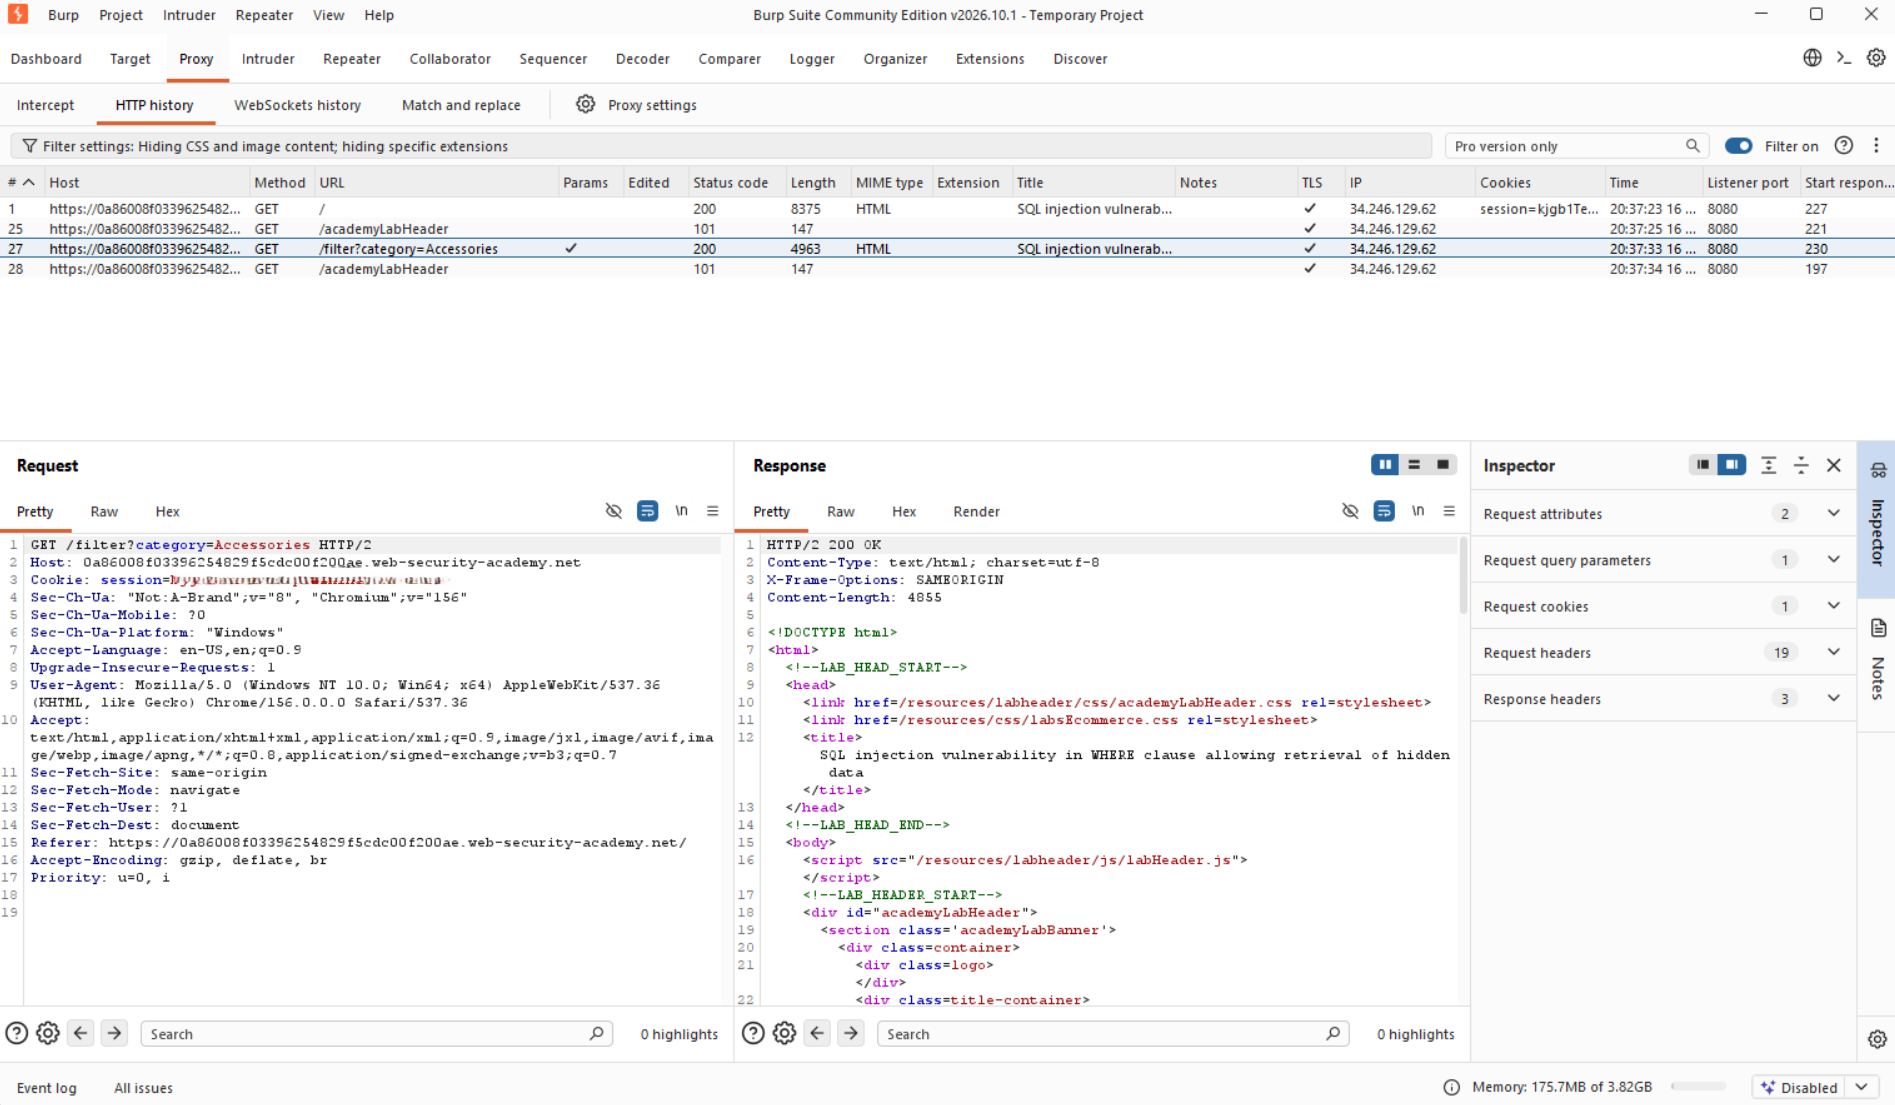 Burp Project Intruder Repeater View Help Burp Suite Community Edition v2026.10.1 - Temporary Project
Dashboard Target Proxy Intruder Repeater Collaborator Sequencer Decoder Comparer Logger Organizer Extensions Discover
Intercept HTTP history WebSockets history Match and replace Proxy settings
Filter settings: Hiding CSS and image content; hiding specific extensions Pro version only Filter on
# Host Method URL Params Edited Status code Length MIME type Extension Title Notes TLS IP Cookies Time Listener port Start respon...
1 https://0a86008f0339625482... GET / 200 8375 HTML SQL injection vulnerab... ✓ 34.246.129.62 session=kjgb1Te... 20:37:23 16 ... 8080 227
25 https://0a86008f0339625482... GET /academyLabHeader 101 147 ✓ 34.246.129.62 20:37:25 16 ... 8080 221
27 https://0a86008f0339625482... GET /filter?category=Accessories ✓ 200 4963 HTML SQL injection vulnerab... ✓ 34.246.129.62 20:37:33 16 ... 8080 230
28 https://0a86008f0339625482... GET /academyLabHeader 101 147 ✓ 34.246.129.62 20:37:34 16 ... 8080 197
Request
Pretty Raw Hex \n
1 GET /filter?category=Accessories HTTP/2
2 Host: 0a86008f03396254829f5cdc00f200ae.web-security-academy.net
3 Cookie: session=
4 Sec-Ch-Ua: "Not:A-Brand";v="8", "Chromium";v="156"
5 Sec-Ch-Ua-Mobile: ?0
6 Sec-Ch-Ua-Platform: "Windows"
7 Accept-Language: en-US,en;q=0.9
8 Upgrade-Insecure-Requests: 1
9 User-Agent: Mozilla/5.0 (Windows NT 10.0; Win64; x64) AppleWebKit/537.36
(KHTML, like Gecko) Chrome/156.0.0.0 Safari/537.36
10 Accept:
text/html,application/xhtml+xml,application/xml;q=0.9,image/jxl,image/avif,ima
ge/webp,image/apng,*/*;q=0.8,application/signed-exchange;v=b3;q=0.7
11 Sec-Fetch-Site: same-origin
12 Sec-Fetch-Mode: navigate
13 Sec-Fetch-User: ?1
14 Sec-Fetch-Dest: document
15 Referer: https://0a86008f03396254829f5cdc00f200ae.web-security-academy.net/
16 Accept-Encoding: gzip, deflate, br
17 Priority: u=0, i
18
19
Search 0 highlights
Response
Pretty Raw Hex Render \n
1 HTTP/2 200 OK
2 Content-Type: text/html; charset=utf-8
3 X-Frame-Options: SAMEORIGIN
4 Content-Length: 4855
5
6 <!DOCTYPE html>
7 <html>
8 <!--LAB_HEAD_START-->
9 <head>
10 <link href=/resources/labheader/css/academyLabHeader.css rel=stylesheet>
11 <link href=/resources/css/labsEcommerce.css rel=stylesheet>
12 <title>
SQL injection vulnerability in WHERE clause allowing retrieval of hidden
data
</title>
13 </head>
14 <!--LAB_HEAD_END-->
15 <body>
16 <script src="/resources/labheader/js/labHeader.js">
</script>
17 <!--LAB_HEADER_START-->
18 <div id="academyLabHeader">
19 <section class='academyLabBanner'>
20 <div class=container>
21 <div class=logo>
</div>
22 <div class=title-container>
Search 0 highlights
Inspector
Request attributes 2
Request query parameters 1
Request cookies 1
Request headers 19
Response headers 3
Inspector
Notes
Event log All issues Memory: 175.7MB of 3.82GB Disabled